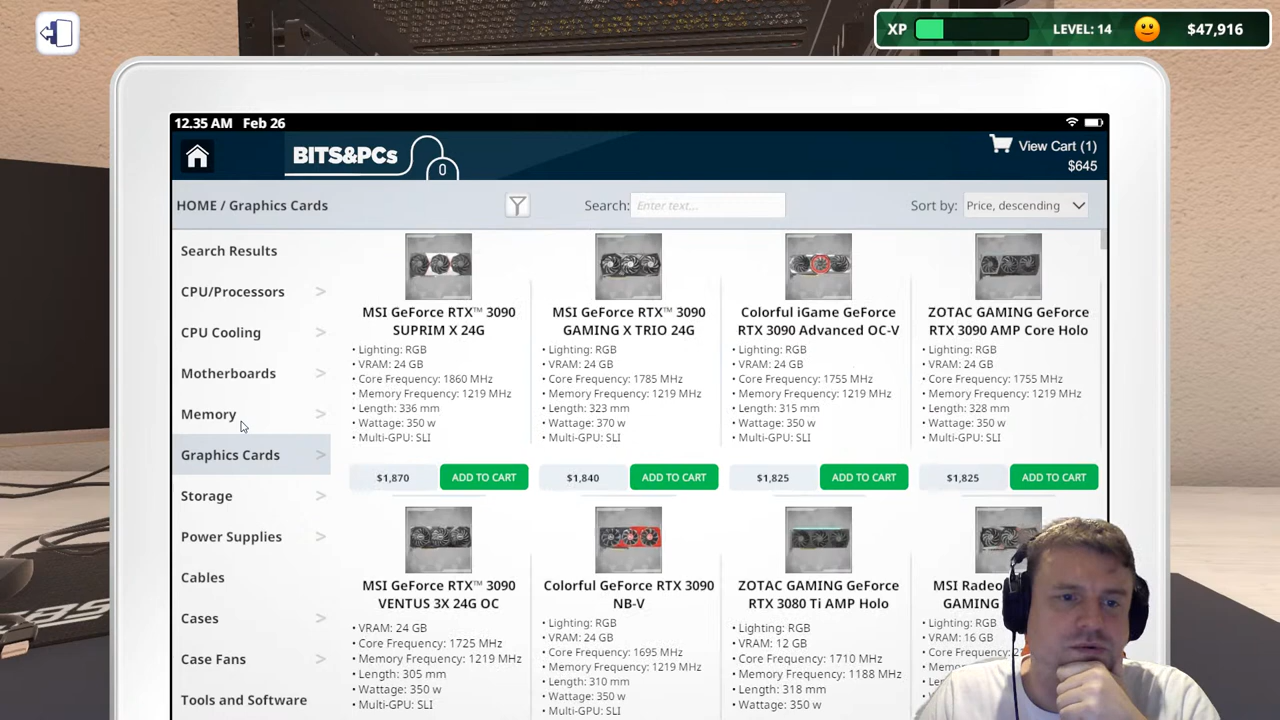 XP LEVEL: 14 $47,916
12.35 AM Feb 26
BITS&PCs
0
View Cart (1)
$645
HOME / Graphics Cards
Search: Enter text...
Sort by: Price, descending
Search Results
CPU/Processors >
CPU Cooling >
Motherboards >
Memory >
Graphics Cards >
Storage >
Power Supplies >
Cables
Cases >
Case Fans >
Tools and Software
MSI GeForce RTX™ 3090
SUPRIM X 24G
• Lighting: RGB
• VRAM: 24 GB
• Core Frequency: 1860 MHz
• Memory Frequency: 1219 MHz
• Length: 336 mm
• Wattage: 350 w
• Multi-GPU: SLI
$1,870 ADD TO CART
MSI GeForce RTX™ 3090
GAMING X TRIO 24G
• Lighting: RGB
• VRAM: 24 GB
• Core Frequency: 1785 MHz
• Memory Frequency: 1219 MHz
• Length: 323 mm
• Wattage: 370 w
• Multi-GPU: SLI
$1,840 ADD TO CART
Colorful iGame GeForce
RTX 3090 Advanced OC-V
• Lighting: RGB
• VRAM: 24 GB
• Core Frequency: 1755 MHz
• Memory Frequency: 1219 MHz
• Length: 315 mm
• Wattage: 350 w
• Multi-GPU: SLI
$1,825 ADD TO CART
ZOTAC GAMING GeForce
RTX 3090 AMP Core Holo
• Lighting: RGB
• VRAM: 24 GB
• Core Frequency: 1755 MHz
• Memory Frequency: 1219 MHz
• Length: 328 mm
• Wattage: 350 w
• Multi-GPU: SLI
$1,825 ADD TO CART
MSI GeForce RTX™ 3090
VENTUS 3X 24G OC
• VRAM: 24 GB
• Core Frequency: 1725 MHz
• Memory Frequency: 1219 MHz
• Length: 305 mm
• Wattage: 350 w
• Multi-GPU: SLI
Colorful GeForce RTX 3090
NB-V
• Lighting: RGB
• VRAM: 24 GB
• Core Frequency: 1695 MHz
• Memory Frequency: 1219 MHz
• Length: 310 mm
• Wattage: 350 w
• Multi-GPU: SLI
ZOTAC GAMING GeForce
RTX 3080 Ti AMP Holo
• Lighting: RGB
• VRAM: 12 GB
• Core Frequency: 1710 MHz
• Memory Frequency: 1188 MHz
• Length: 318 mm
• Wattage: 350 w
MSI
GAMING
• Lighting: RGB
• VRAM: 16 GB
• Core
• Length
• Watt